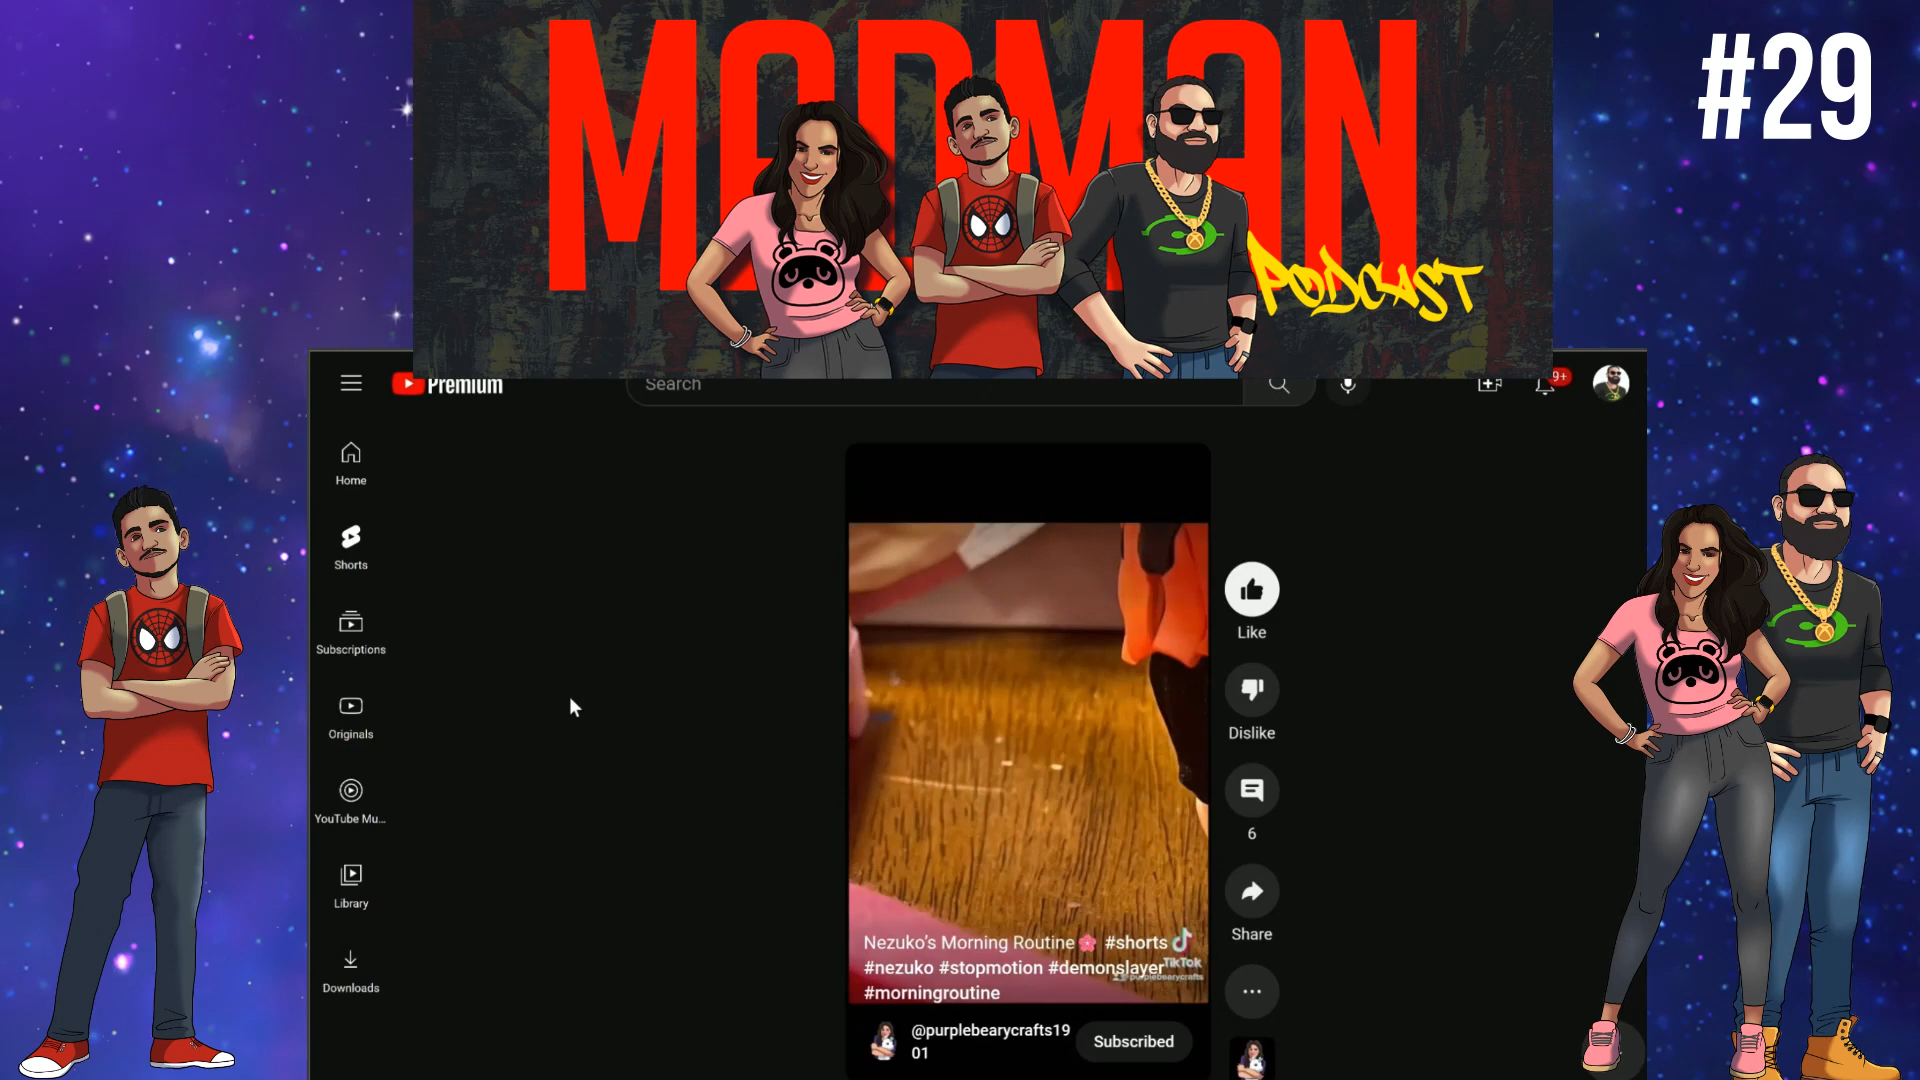 MADMAN
PODCAST
#29
Premium
Search
9+
Home
Shorts
Subscriptions
Originals
YouTube Mu...
Library
Downloads
Like
Dislike
6
Share
Nezuko's Morning Routine🌸 #shorts
#nezuko #stopmotion #demonslayer
#morningroutine
TikTok
@purplebearycrafts
@purplebearycrafts19
01
Subscribed